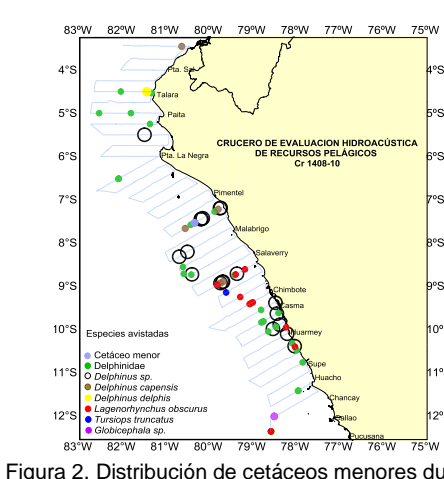 83ºW 82ºW 81ºW 80ºW 79ºW 78ºW 77ºW 76ºW 75ºW
4ºS 4ºS
Pta. Sal
Talara
5ºS 5ºS
Paita
CRUCERO DE EVALUACION HIDROACÚSTICA
DE RECURSOS PELÁGICOS
Cr 1408-10
6ºS 6ºS
Pta. La Negra
Pimentel
7ºS 7ºS
Malabrigo
8ºS 8ºS
Salaverry
9ºS 9ºS
Chimbote
Casma
10ºS 10ºS
Huarmey
Especies avistadas
Cetáceo menor
Delphinidae
Delphinus sp.
Delphinus capensis
Delphinus delphis
Lagenorhynchus obscurus
Tursiops truncatus
Globicephala sp.
11ºS 11ºS
Supe
Huacho
Chancay
12ºS 12ºS
Callao
Pucusana
83ºW 82ºW 81ºW 80ºW 79ºW 78ºW 77ºW 76ºW 75ºW
Figura 2. Distribución de cetáceos menores du